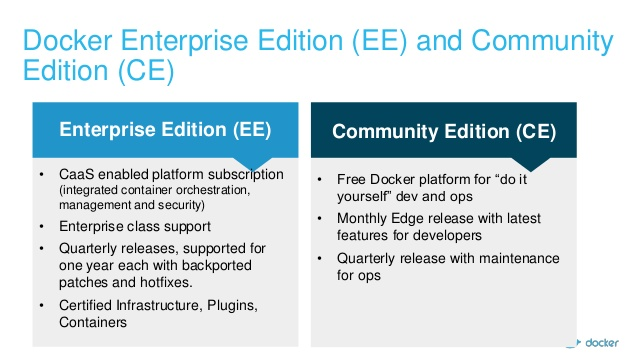 Docker Enterprise Edition (EE) and Community
Edition (CE)
Enterprise Edition (EE)
• CaaS enabled platform subscription
(integrated container orchestration,
management and security)
• Enterprise class support
• Quarterly releases, supported for
one year each with backported
patches and hotfixes.
• Certified Infrastructure, Plugins,
Containers
Community Edition (CE)
• Free Docker platform for “do it
yourself” dev and ops
• Monthly Edge release with latest
features for developers
• Quarterly release with maintenance
for ops
docker